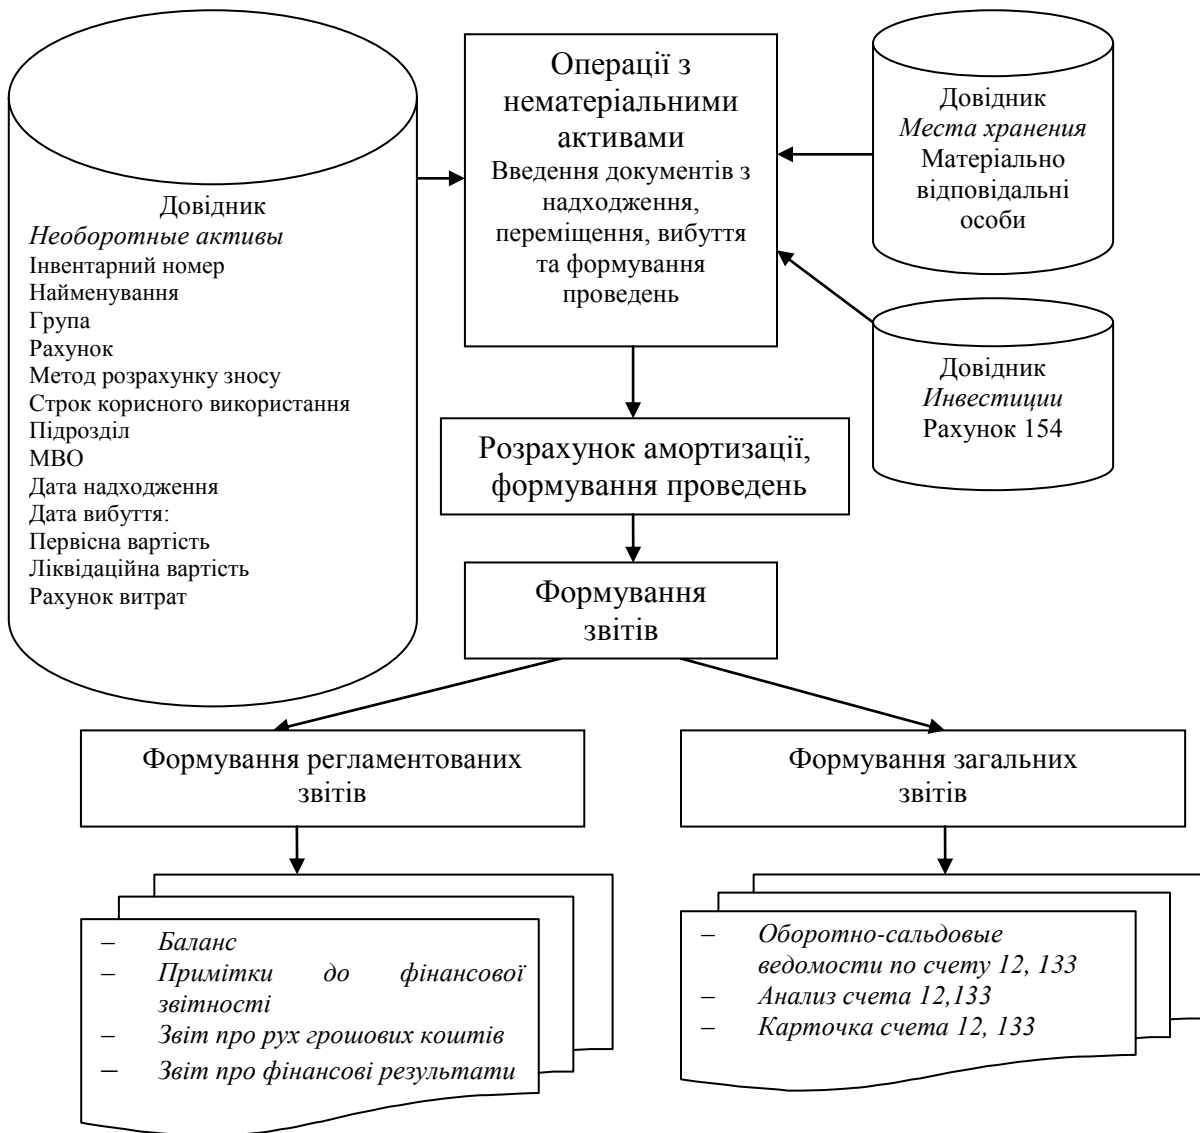 Довідник
Необоротные активы
Інвентарний номер
Найменування
Група
Рахунок
Метод розрахунку зносу
Строк корисного використання
Підрозділ
МВО
Дата надходження
Дата вибуття:
Первісна вартість
Ліквідаційна вартість
Рахунок витрат
Операції з
нематеріальними
активами
Введення документів з
надходження,
переміщення, вибуття
та формування
проведень
Довідник
Места хранения
Матеріально
відповідальні
особи
Довідник
Инвестиции
Рахунок 154
Розрахунок амортизації,
формування проведень
Формування
звітів
Формування регламентованих
звітів
Формування загальних
звітів
– Баланс
– Примітки до фінансової
звітності
– Звіт про рух грошових коштів
– Звіт про фінансові результати
– Оборотно-сальдовые
ведомости по счету 12, 133
– Анализ счета 12,133
– Карточка счета 12, 133